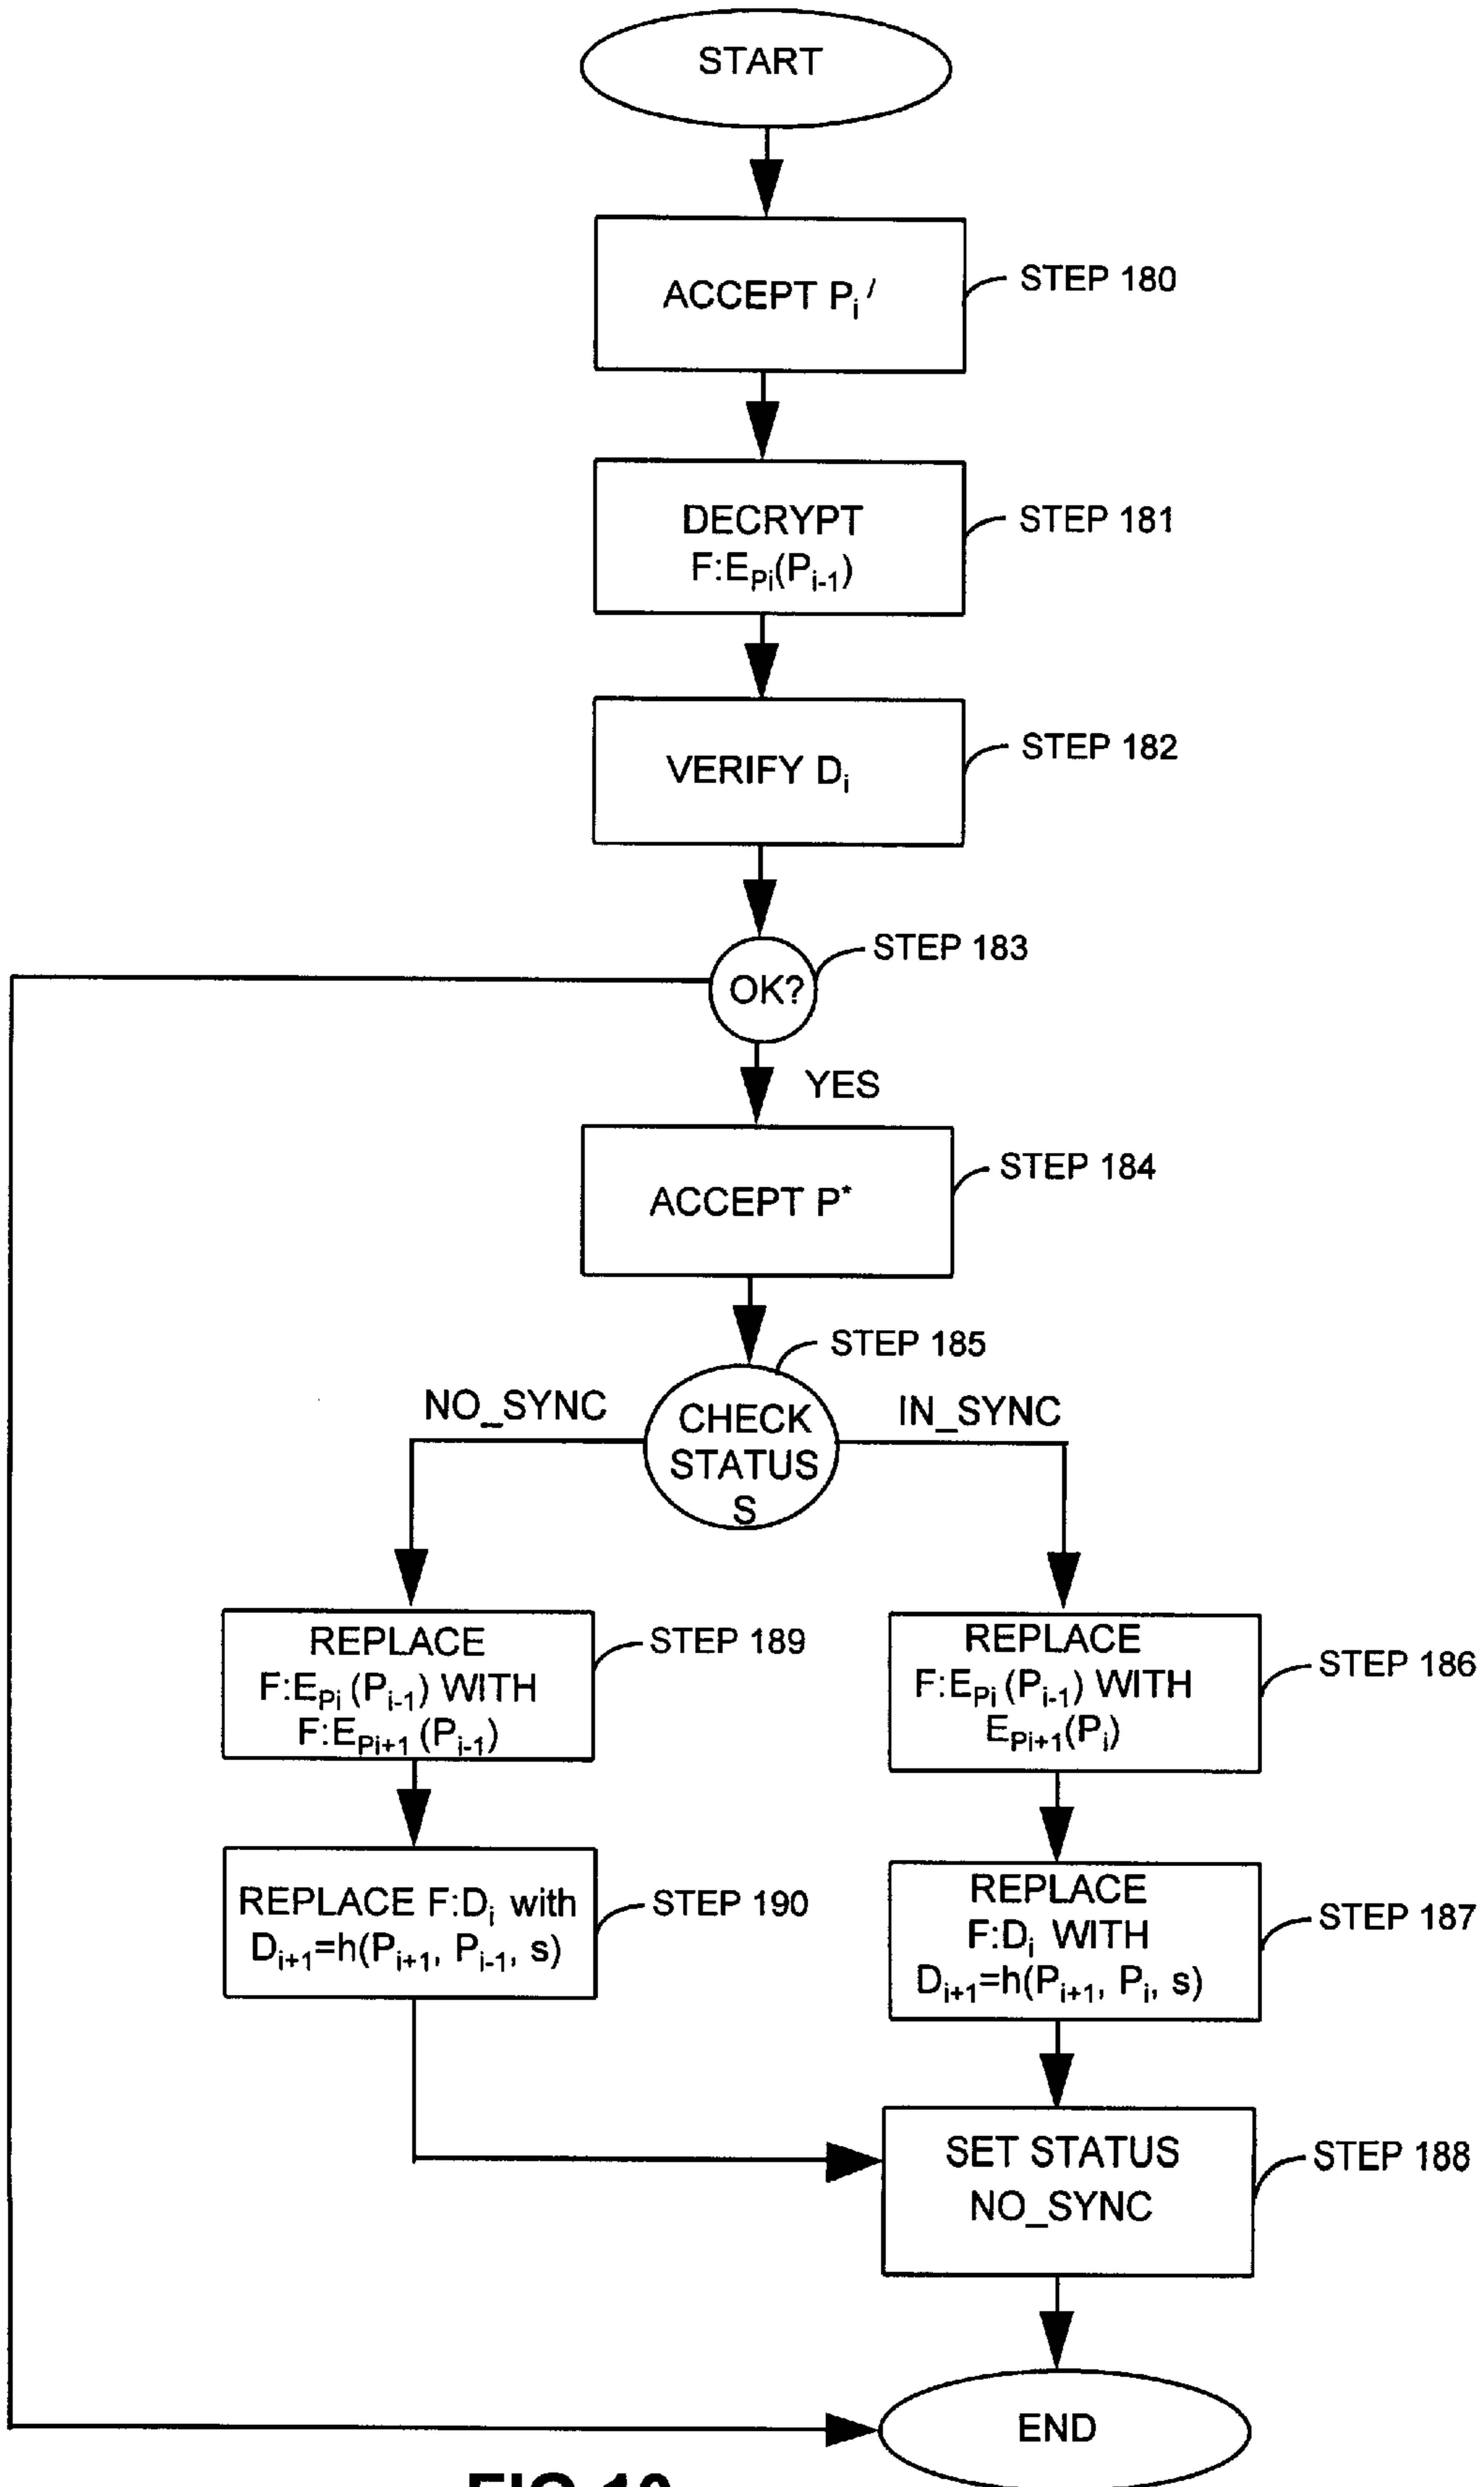 START
ACCEPT Pi′
STEP 180
DECRYPT
F:EPi(Pi-1)
STEP 181
VERIFY Di
STEP 182
OK?
STEP 183
YES
ACCEPT P*
STEP 184
STEP 185
NO_SYNC
CHECK
STATUS
S
IN_SYNC
REPLACE
F:EPi (Pi-1) WITH
F:EPi+1 (Pi-1)
STEP 189
REPLACE
F:EPi (Pi-1) WITH
EPi+1(Pi)
STEP 186
REPLACE F:Di with
Di+1=h(Pi+1, Pi-1, s)
STEP 190
REPLACE
F:Di WITH
Di+1=h(Pi+1, Pi, s)
STEP 187
SET STATUS
NO_SYNC
STEP 188
END